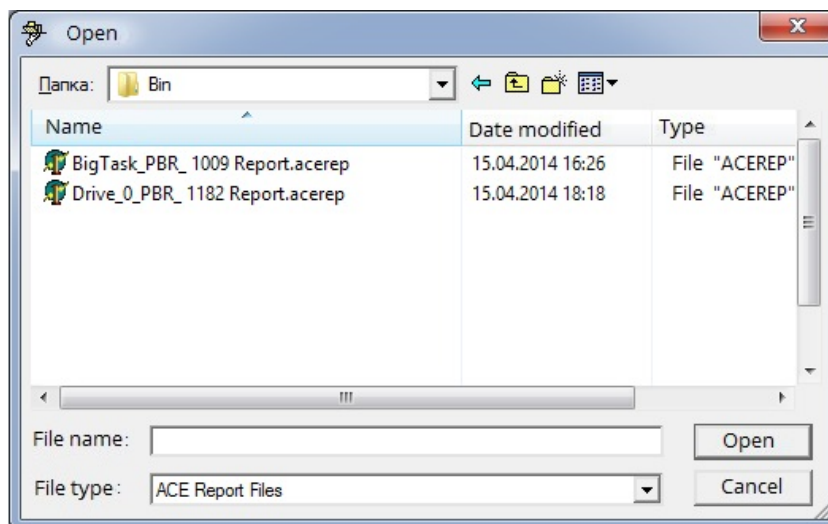 Open
Папка: Bin
Name Date modified Type
BigTask_PBR_ 1009 Report.acerep 15.04.2014 16:26 File "ACEREP"
Drive_0_PBR_ 1182 Report.acerep 15.04.2014 18:18 File "ACEREP"
File name: Open
File type: ACE Report Files Cancel